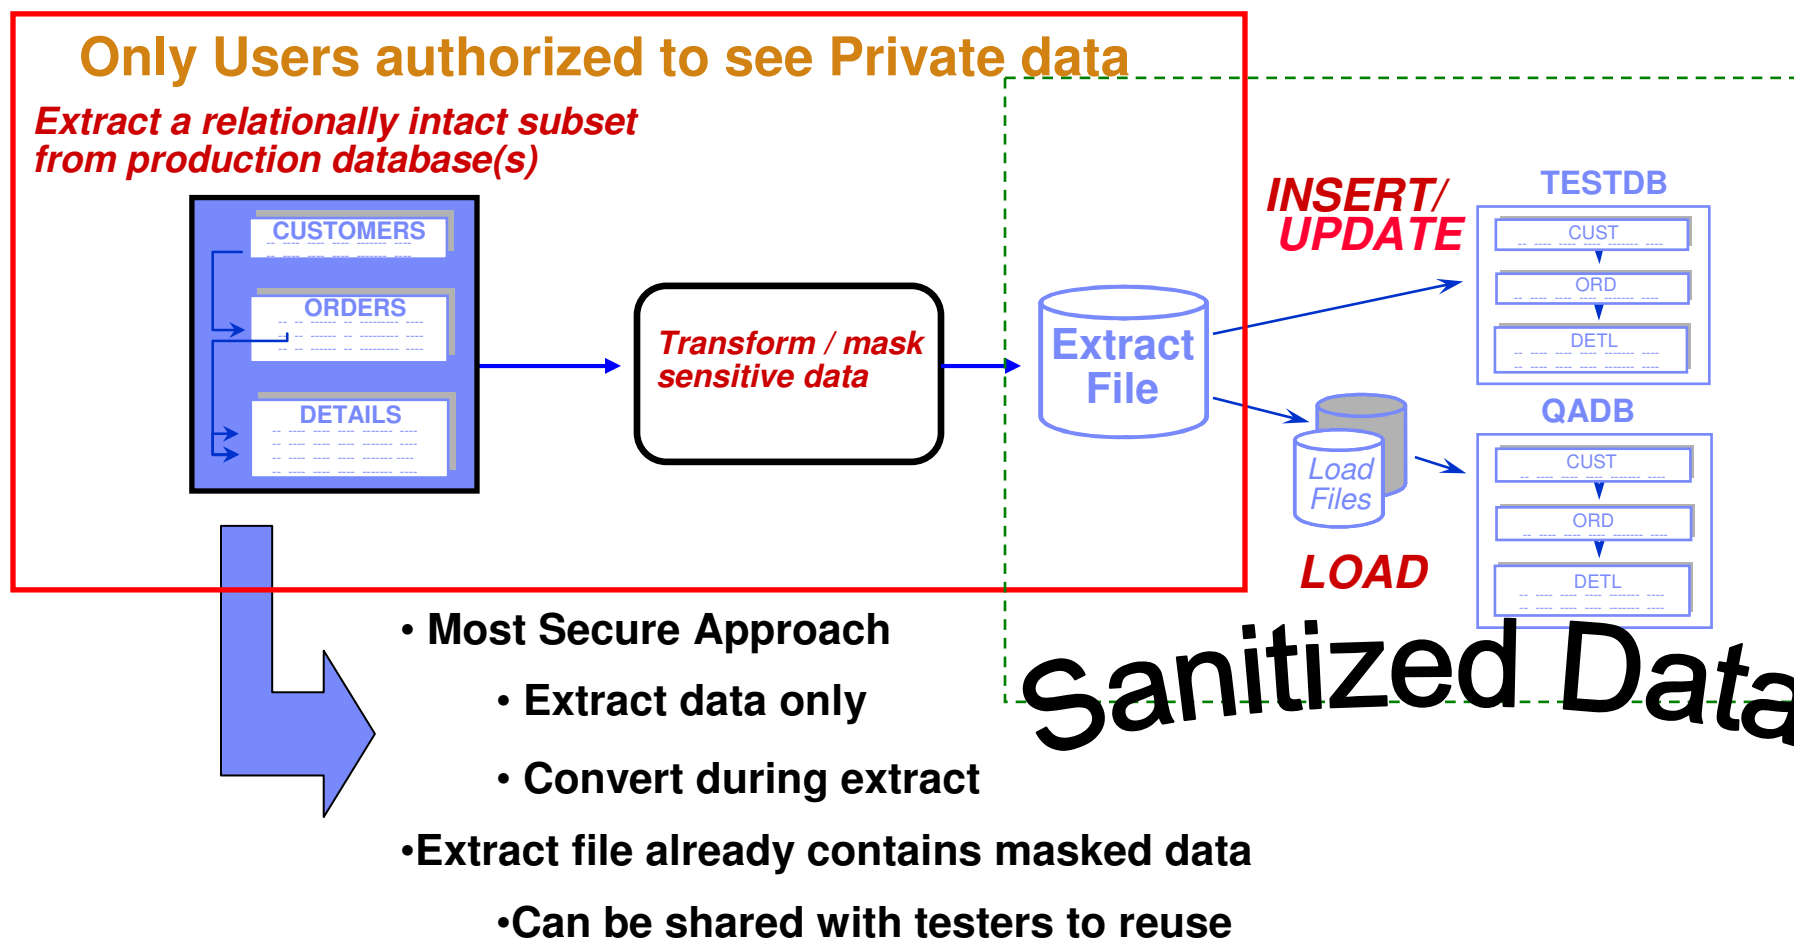 Only Users authorized to see Private data
Extract a relationally intact subset
from production database(s)
CUSTOMERS
ORDERS
DETAILS
Transform / mask
sensitive data
Extract
File
INSERT/
UPDATE
TESTDB
CUST
ORD
DETL
Load
Files
LOAD
QADB
CUST
ORD
DETL
Sanitized Data
• Most Secure Approach
• Extract data only
• Convert during extract
•Extract file already contains masked data
•Can be shared with testers to reuse